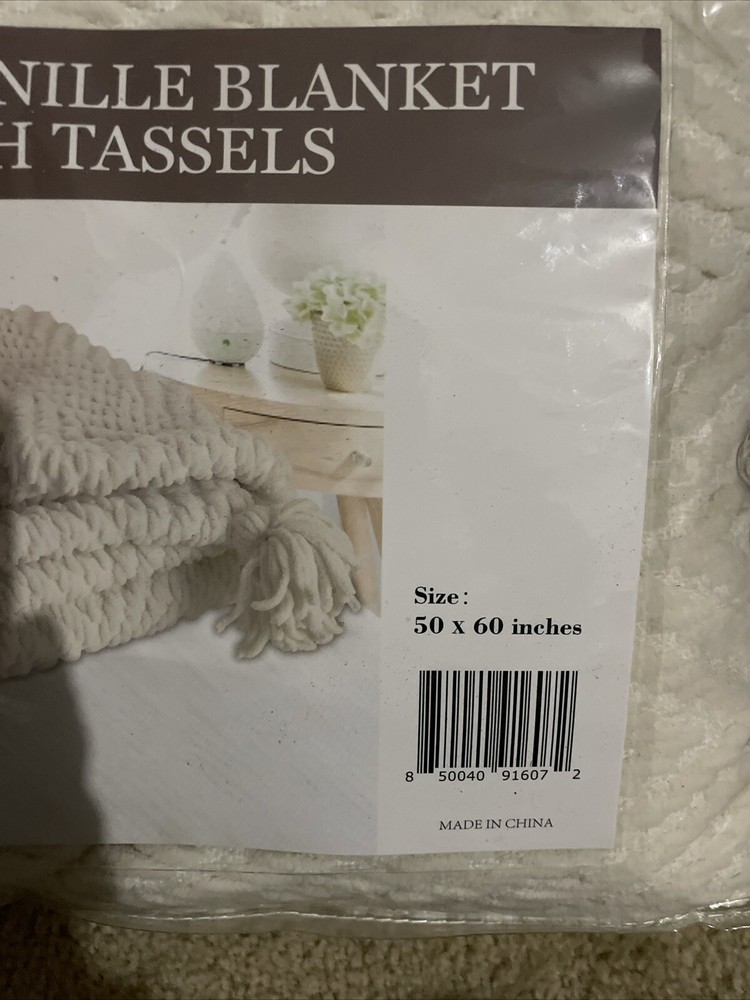 NILLE BLANKET
H TASSELS
Size:
50 x 60 inches
8 50040 91607 2
MADE IN CHINA